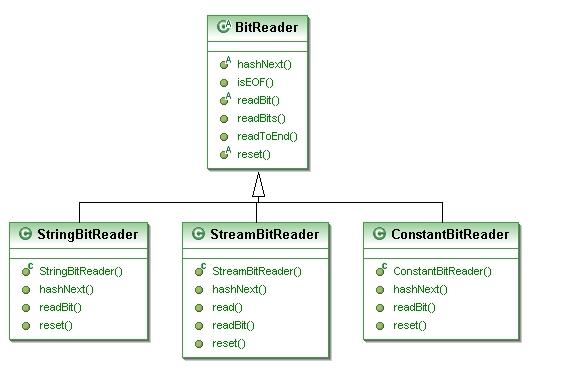 BitReader
hashNext()
isEOF()
readBit()
readBits()
readToEnd()
reset()
StringBitReader
StringBitReader()
hashNext()
readBit()
reset()
StreamBitReader
StreamBitReader()
hashNext()
read()
readBit()
reset()
ConstantBitReader
ConstantBitReader()
hashNext()
readBit()
reset()